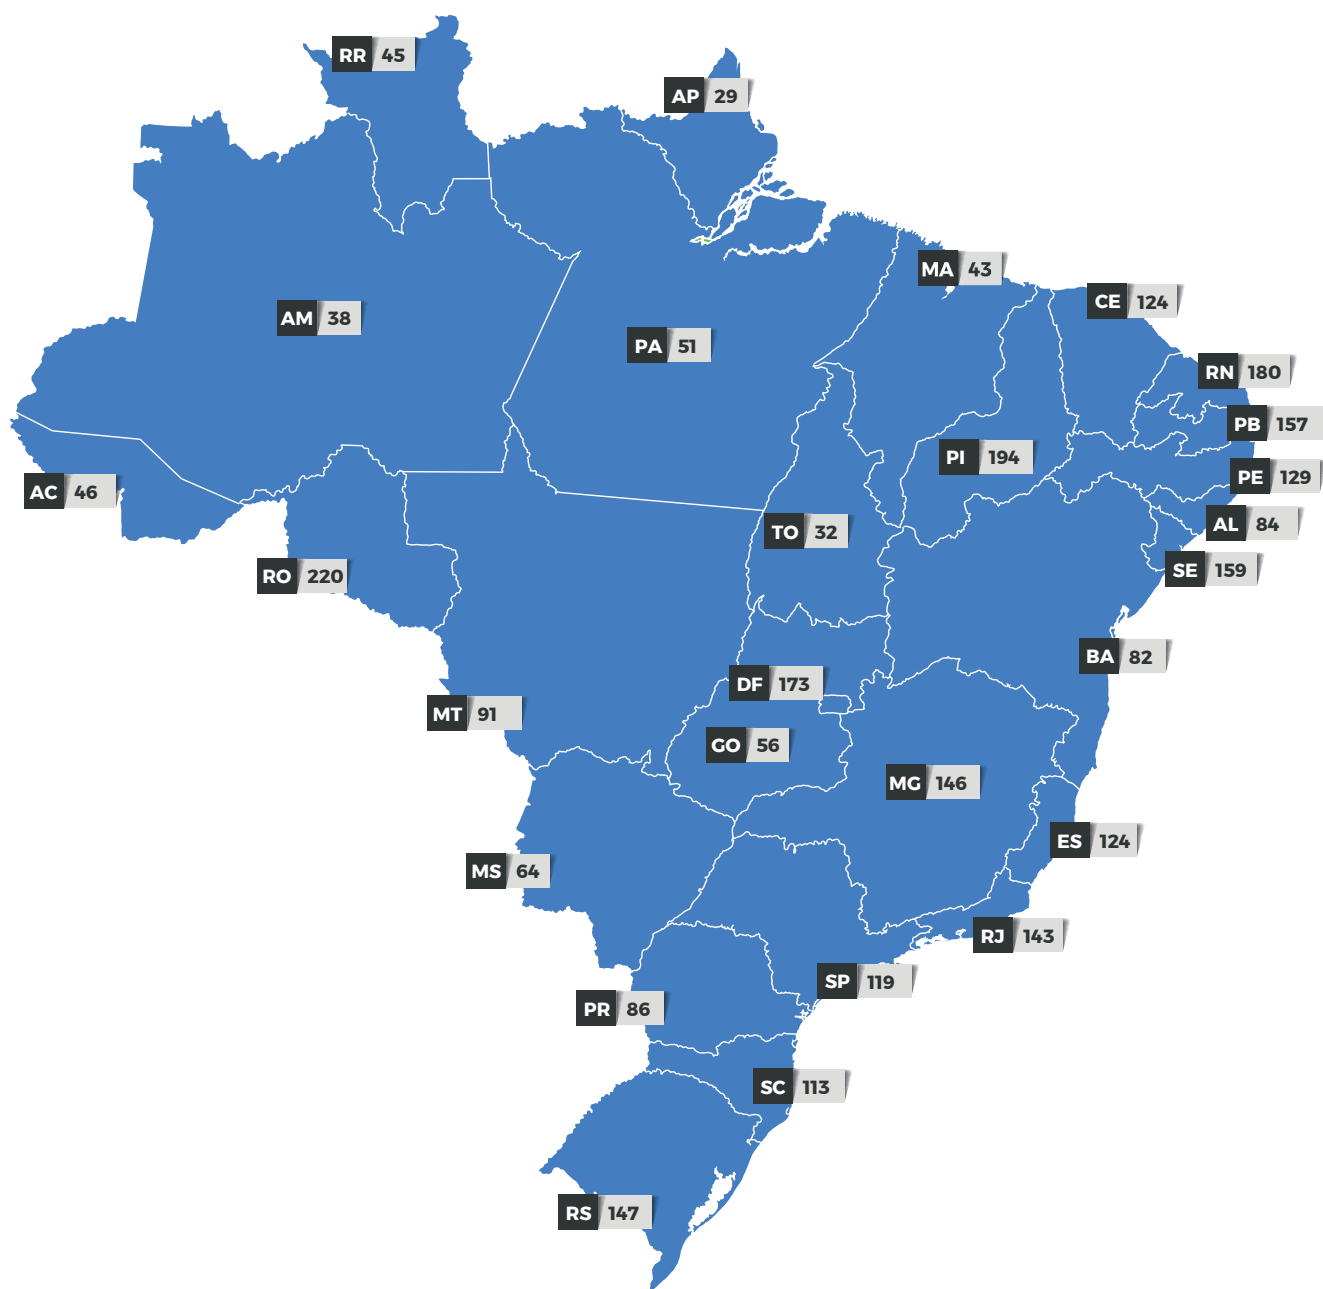 RR 45
AP 29
MA 43
CE 124
AM 38
PA 51
RN 180
PB 157
PI 194
PE 129
AC 46
AL 84
TO 32
SE 159
RO 220
BA 82
DF 173
MT 91
GO 56
MG 146
ES 124
MS 64
RJ 143
SP 119
PR 86
SC 113
RS 147